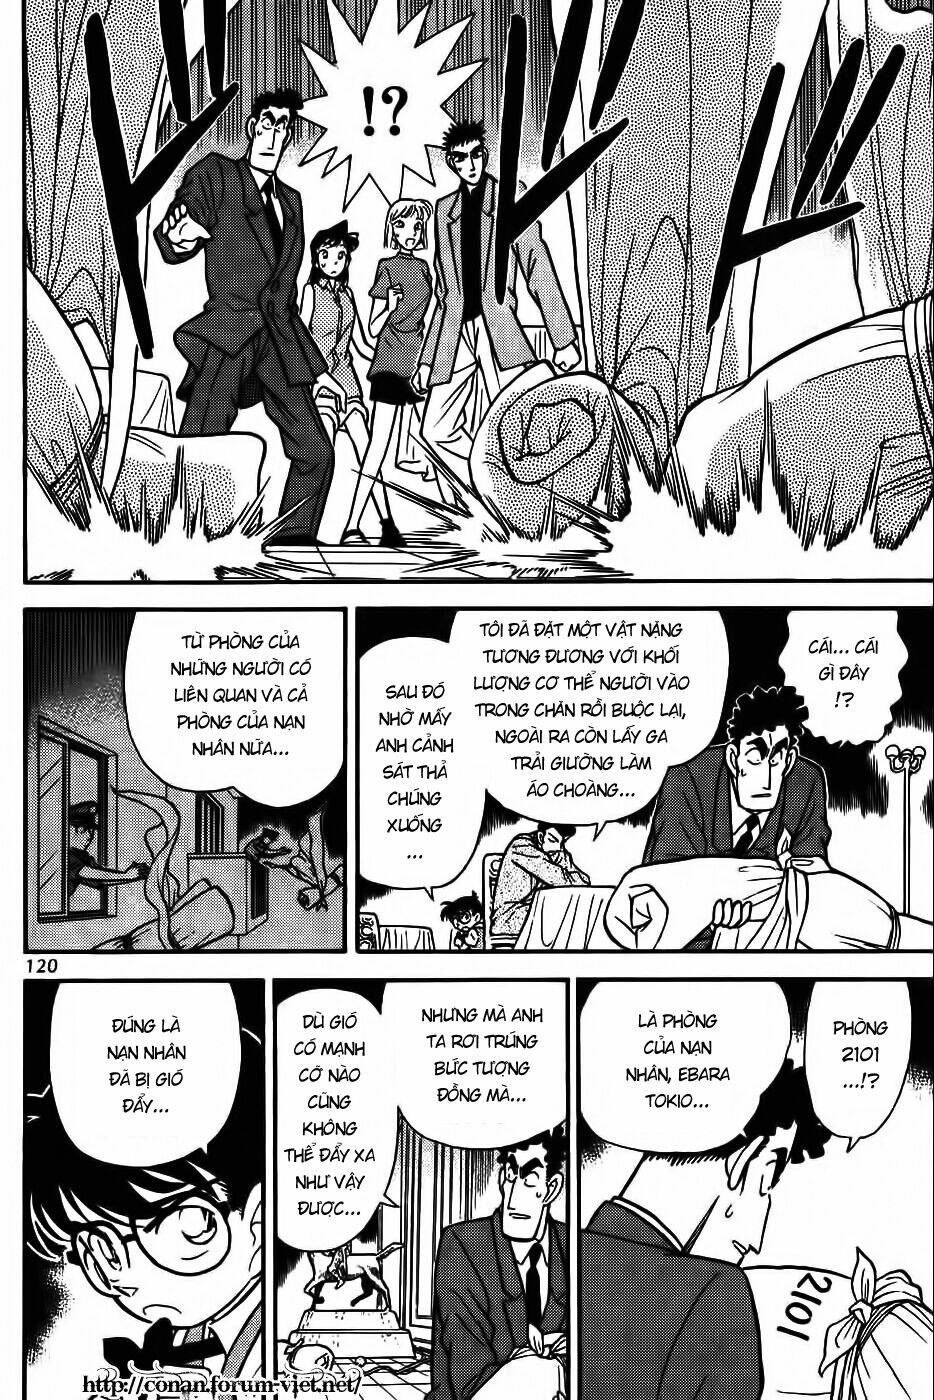 !?
CÁI... CÁI
GÌ ĐÂY
!?
TÔI ĐÃ ĐẶT MỘT VẬT NẶNG
TƯƠNG ĐƯƠNG VỚI KHỐI
LƯỢNG CƠ THỂ NGƯỜI VÀO
TRONG CHĂN RỒI BUỘC LẠI,
NGOÀI RA CÒN LẤY GA
TRẢI GIƯỜNG LÀM
ÁO CHOÀNG...
SAU ĐÓ
NHỜ MẤY
ANH CẢNH
SÁT THẢ
CHÚNG
XUỐNG
...
TỪ PHÒNG CỦA
NHỮNG NGƯỜI CÓ
LIÊN QUAN VÀ CẢ
PHÒNG CỦA NẠN
NHÂN NỮA...
120
PHÒNG
2101
...!?
LÀ PHÒNG
CỦA NẠN
NHÂN, EBARA
TOKIO...
2101
NHƯNG MÀ ANH
TA RƠI TRÚNG
BỨC TƯỢNG
ĐỒNG MÀ...
DÙ GIÓ
CÓ MẠNH
CỠ NÀO
CŨNG
KHÔNG
THỂ ĐẨY XA
NHƯ VẬY
ĐƯỢC...
ĐÚNG LÀ
NẠN NHÂN
ĐÃ BỊ GIÓ
ĐẨY...
http://conan.forum-viet.net/